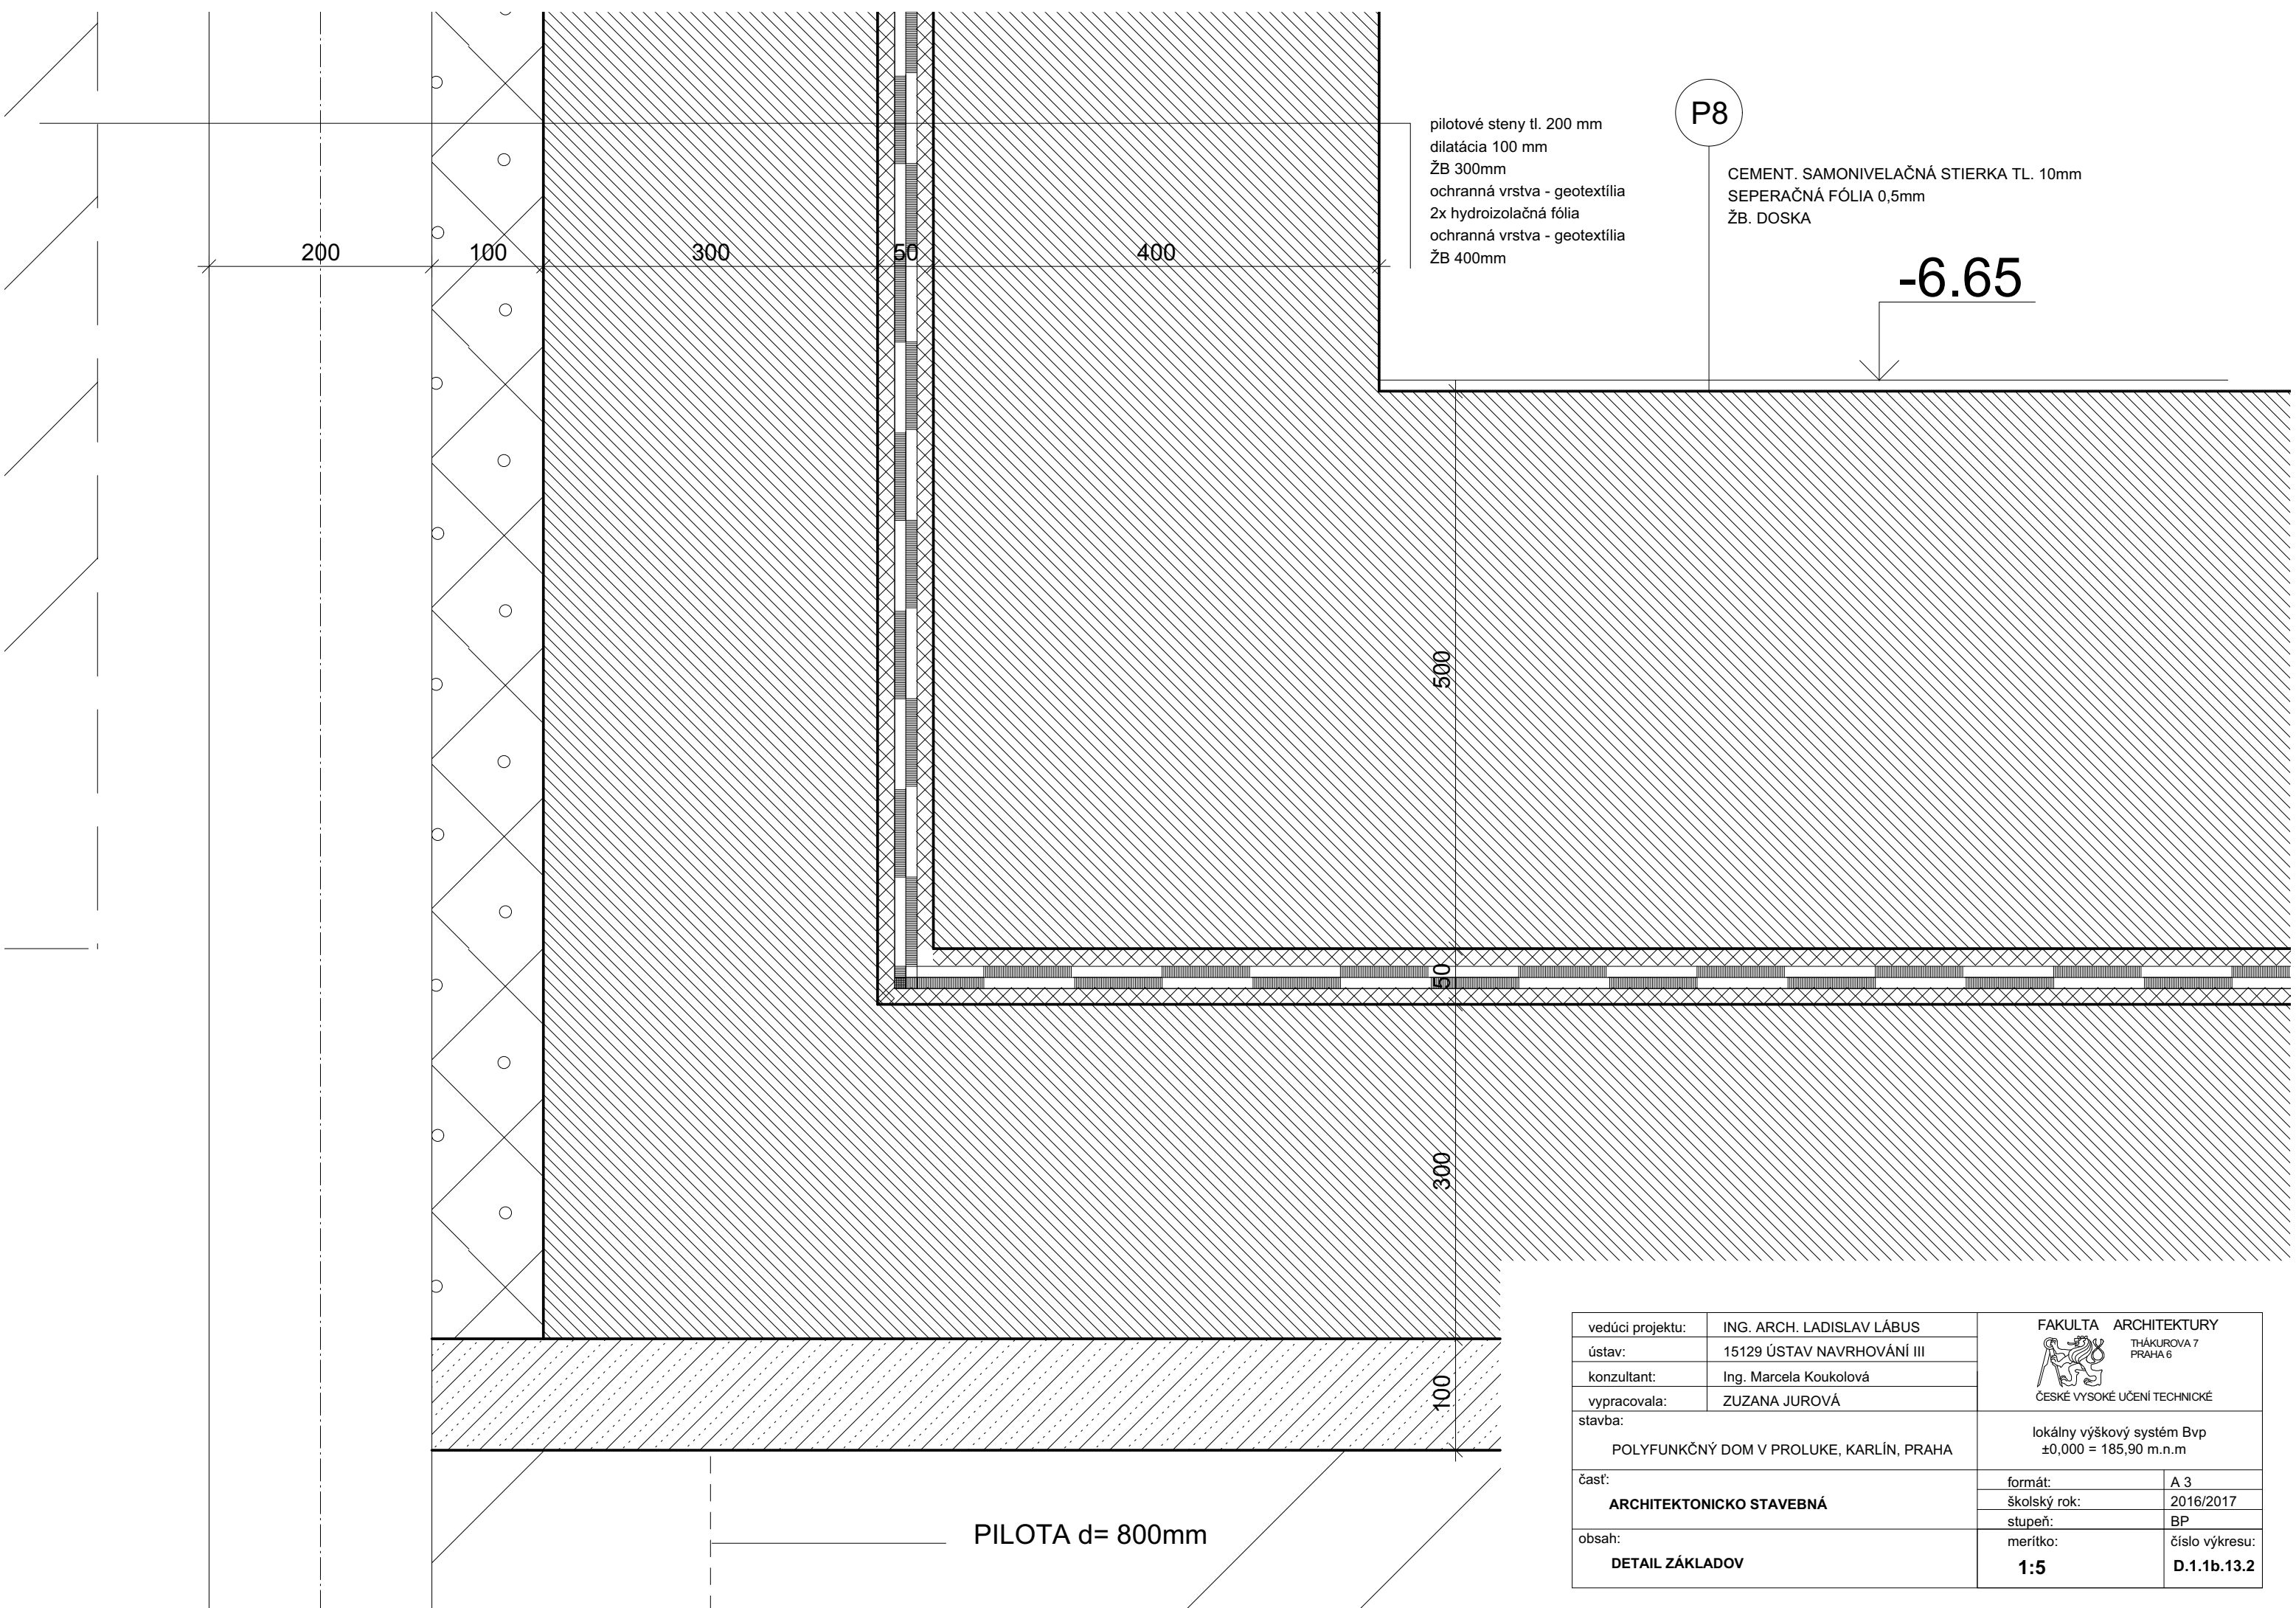 pilotové steny tl. 200 mm
dilatácia 100 mm
ŽB 300mm
ochranná vrstva - geotextília
2x hydroizolačná fólia
ochranná vrstva - geotextília
ŽB 400mm
P8
CEMENT. SAMONIVELAČNÁ STIERKA TL. 10mm
SEPERAČNÁ FÓLIA 0,5mm
ŽB. DOSKA
-6.65
200
100
300
50
400
500
50
300
100
PILOTA d= 800mm
vedúci projektu: ING. ARCH. LADISLAV LÁBUS
ústav: 15129 ÚSTAV NAVRHOVÁNÍ III
konzultant: Ing. Marcela Koukolová
vypracovala: ZUZANA JUROVÁ
FAKULTA ARCHITEKTURY
THÁKUROVA 7
PRAHA 6
ČESKÉ VYSOKÉ UČENÍ TECHNICKÉ
stavba:
POLYFUNKČNÝ DOM V PROLUKE, KARLÍN, PRAHA
lokálny výškový systém Bvp
±0,000 = 185,90 m.n.m
časť:
ARCHITEKTONICKO STAVEBNÁ
formát: A 3
školský rok: 2016/2017
stupeň: BP
obsah:
DETAIL ZÁKLADOV
merítko:
1:5
číslo výkresu:
D.1.1b.13.2